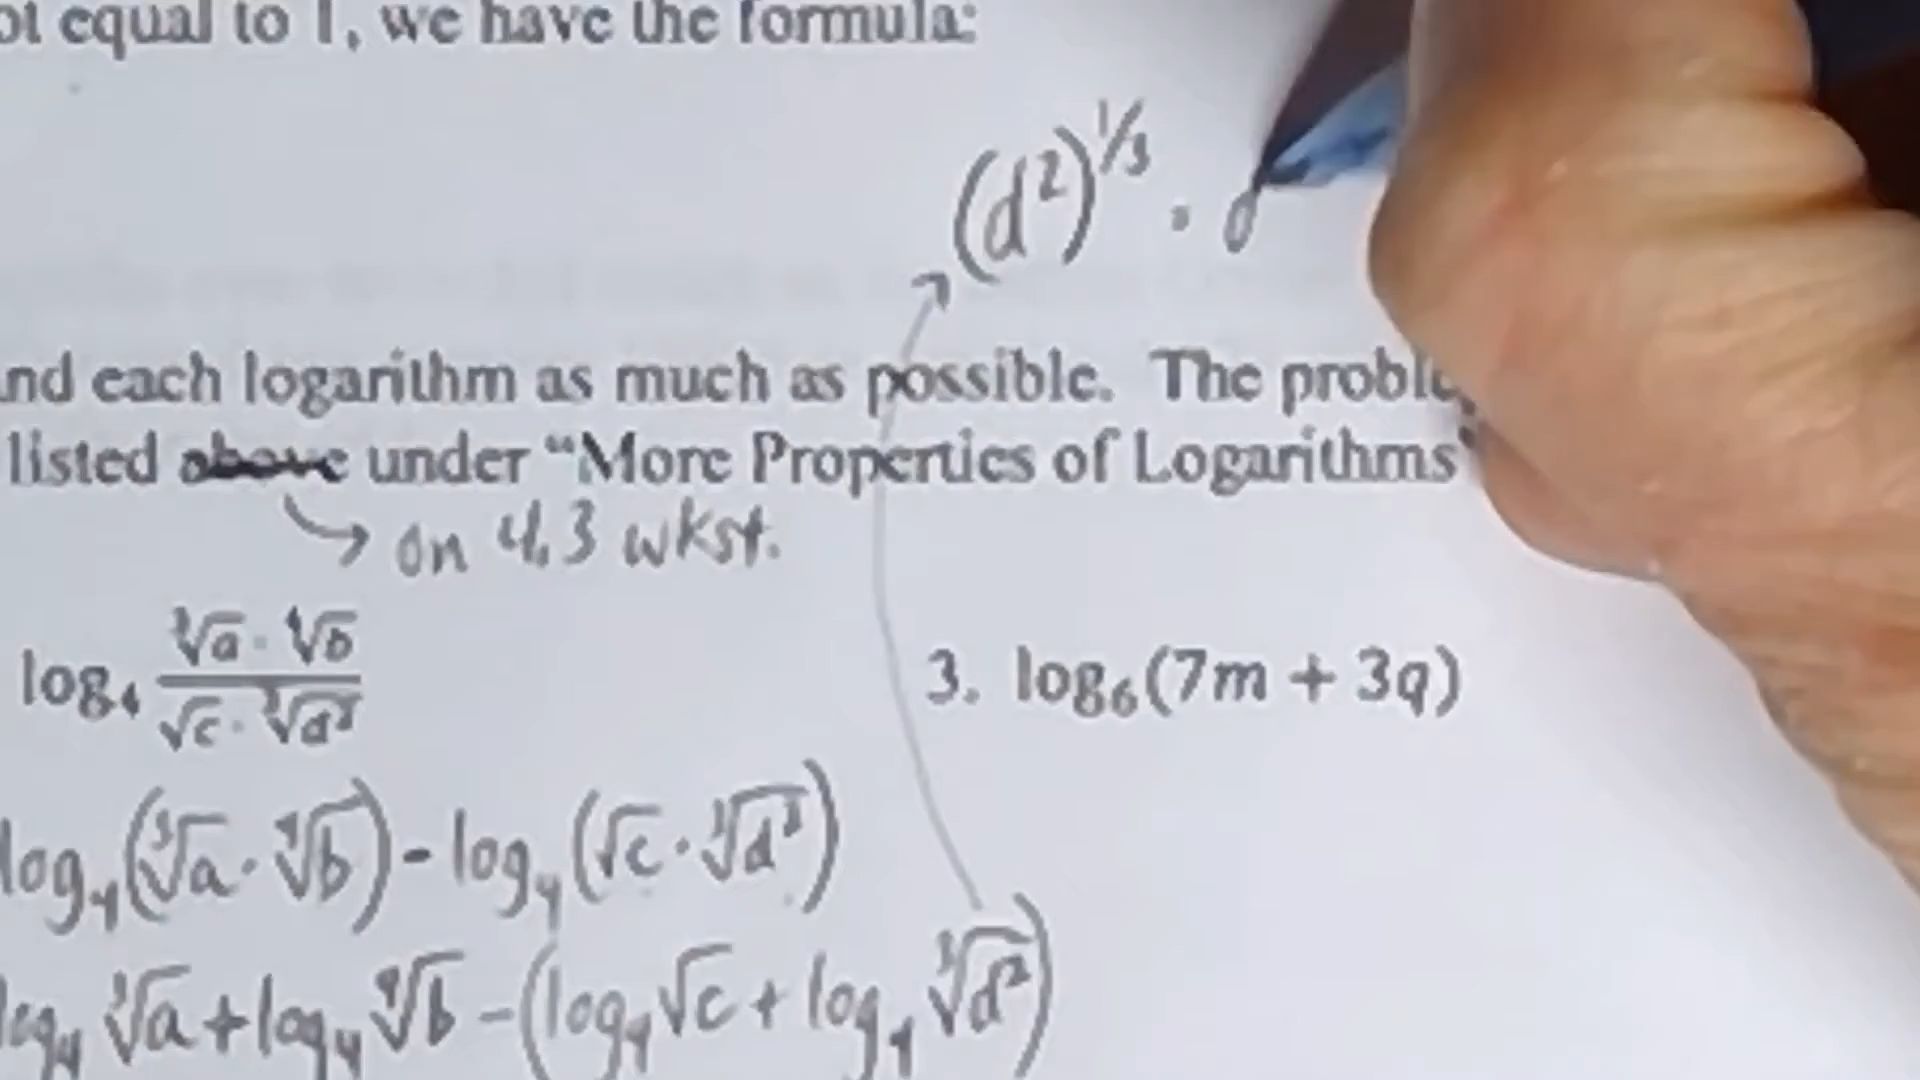 ot equal to 1, we have the formula:
(d²)^1/3 ·
nd each logarithm as much as possible. The
listed above under “More Properties of Logarithms”
on 4.3 wkst.
log₄ ∛a · ∜b / √c · ∛d²
3. log₆(7m + 3q)
log₄(∛a · ∜b) - log₄(√c · ∛d²)
log₄ ∛a + log₄ ∜b - (log₄√c + log₄ ∛d²)